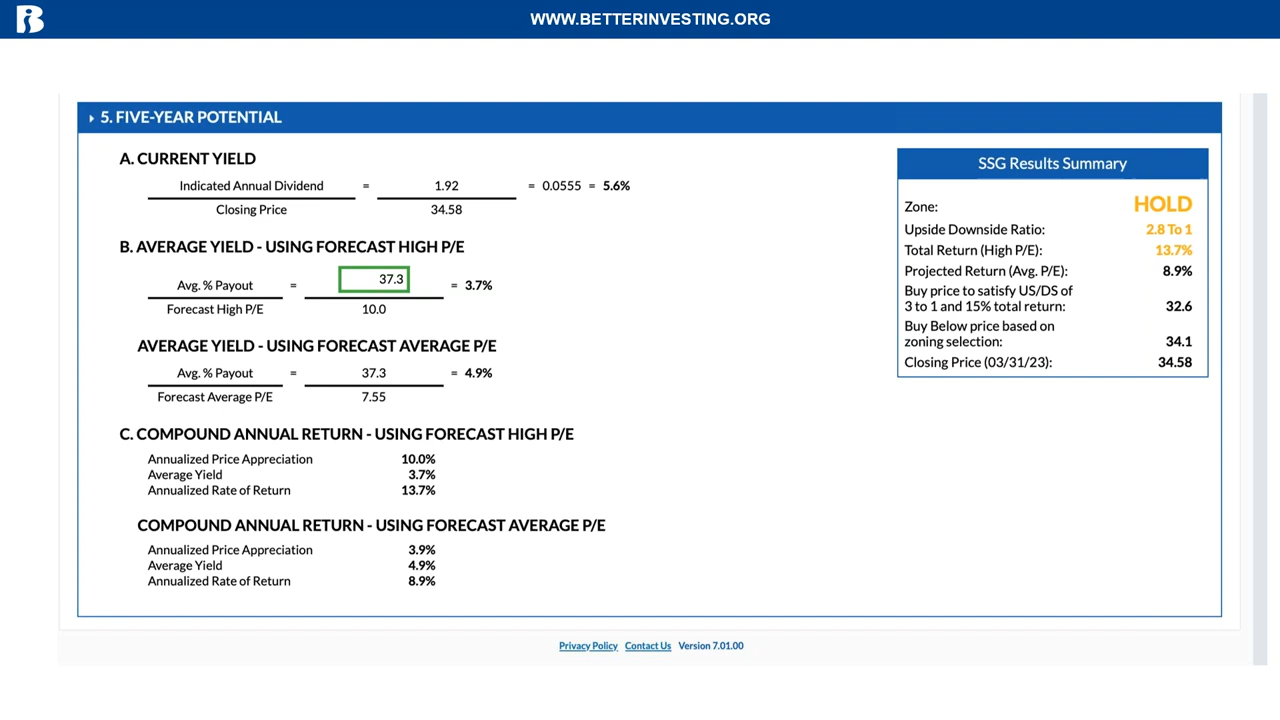 WWW.BETTERINVESTING.ORG
5. FIVE-YEAR POTENTIAL
A. CURRENT YIELD
Indicated Annual Dividend = 1.92 = 0.0555 = 5.6%
Closing Price 34.58
B. AVERAGE YIELD - USING FORECAST HIGH P/E
Avg. % Payout = 37.3 = 3.7%
Forecast High P/E 10.0
AVERAGE YIELD - USING FORECAST AVERAGE P/E
Avg. % Payout = 37.3 = 4.9%
Forecast Average P/E 7.55
C. COMPOUND ANNUAL RETURN - USING FORECAST HIGH P/E
Annualized Price Appreciation 10.0%
Average Yield 3.7%
Annualized Rate of Return 13.7%
COMPOUND ANNUAL RETURN - USING FORECAST AVERAGE P/E
Annualized Price Appreciation 3.9%
Average Yield 4.9%
Annualized Rate of Return 8.9%
SSG Results Summary
Zone: HOLD
Upside Downside Ratio: 2.8 To 1
Total Return (High P/E): 13.7%
Projected Return (Avg. P/E): 8.9%
Buy price to satisfy US/DS of
3 to 1 and 15% total return: 32.6
Buy Below price based on
zoning selection: 34.1
Closing Price (03/31/23): 34.58
Privacy Policy Contact Us Version 7.01.00